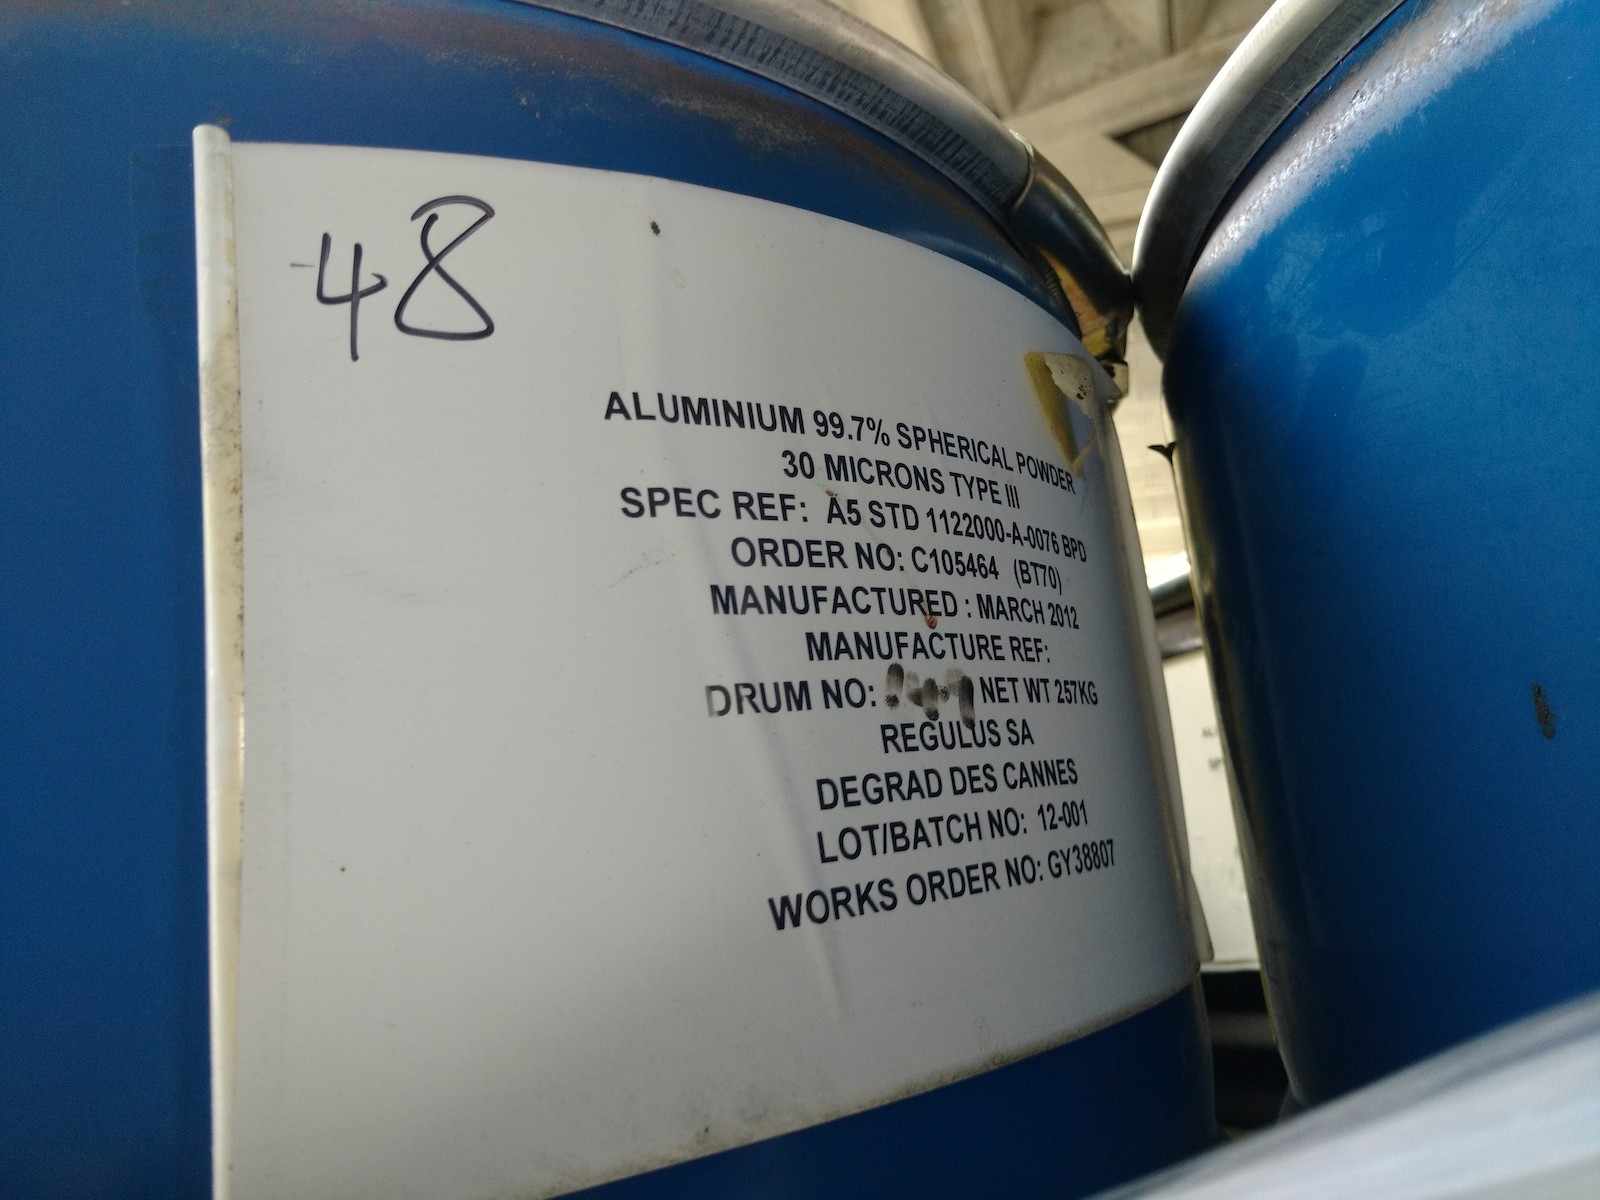 48
ALUMINIUM 99.7% SPHERICAL POWDER
30 MICRONS TYPE III
SPEC REF: A5 STD 1122000-A-0076 BPD
ORDER NO: C105464 (BT70)
MANUFACTURED : MARCH 2012
MANUFACTURE REF:
DRUM NO: NET WT 257KG
REGULUS SA
DEGRAD DES CANNES
LOT/BATCH NO: 12-001
WORKS ORDER NO: GY38807